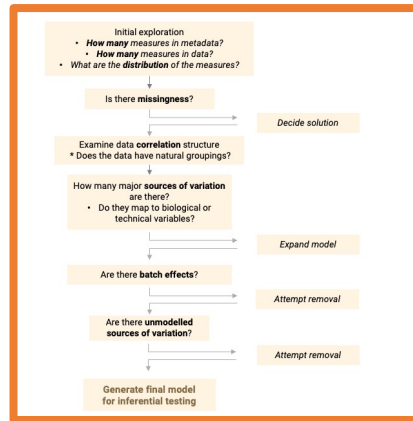 Initial exploration
• How many measures in metadata?
• How many measures in data?
• What are the distribution of the measures?
Is there missingness?
Decide solution
Examine data correlation structure
* Does the data have natural groupings?
How many major sources of variation
are there?
• Do they map to biological or
technical variables?
Expand model
Are there batch effects?
Attempt removal
Are there unmodelled
sources of variation?
Attempt removal
Generate final model
for inferential testing